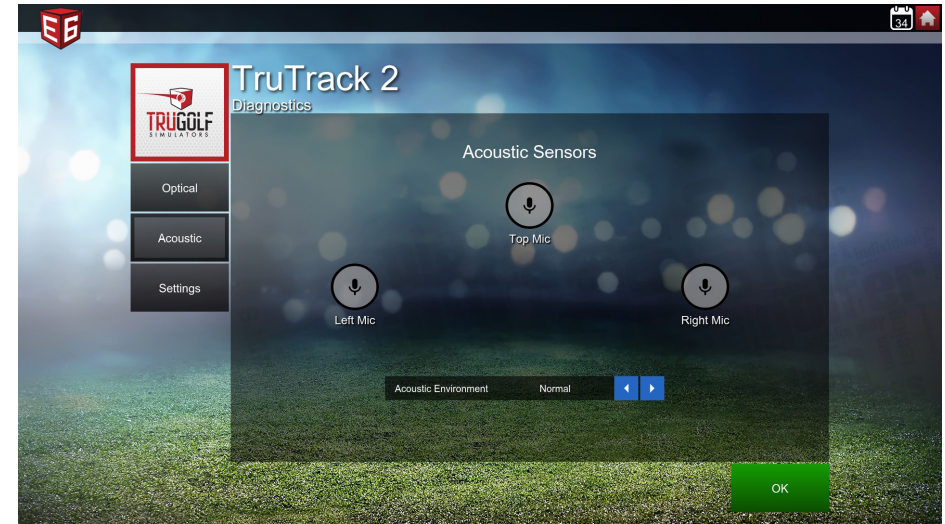 E6
34
TruTrack 2
Diagnostics
TRUGOLF
SIMULATORS
Optical
Acoustic
Settings
Acoustic Sensors
Top Mic
Left Mic
Right Mic
Acoustic Environment Normal
OK